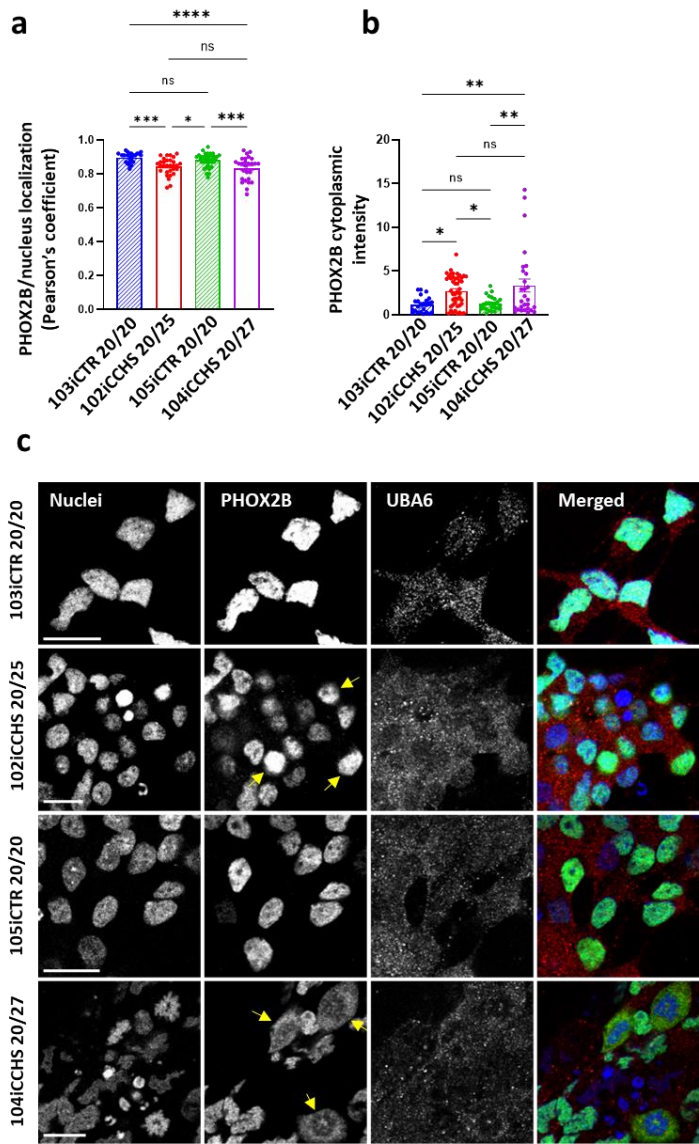 a
b
****
ns
ns
***
*
***
PHOX2B/nucleus localization
(Pearson's coefficient)
1.0
0.8
0.6
0.4
0.2
0.0
103iCTR 20/20
102iCCHS 20/25
105iCTR 20/20
104iCCHS 20/27
**
**
ns
ns
*
*
PHOX2B cytoplasmic
intensity
20
15
10
5
0
103iCTR 20/20
102iCCHS 20/25
105iCTR 20/20
104iCCHS 20/27
c
Nuclei
PHOX2B
UBA6
Merged
103iCTR 20/20
102iCCHS 20/25
105iCTR 20/20
104iCCHS 20/27